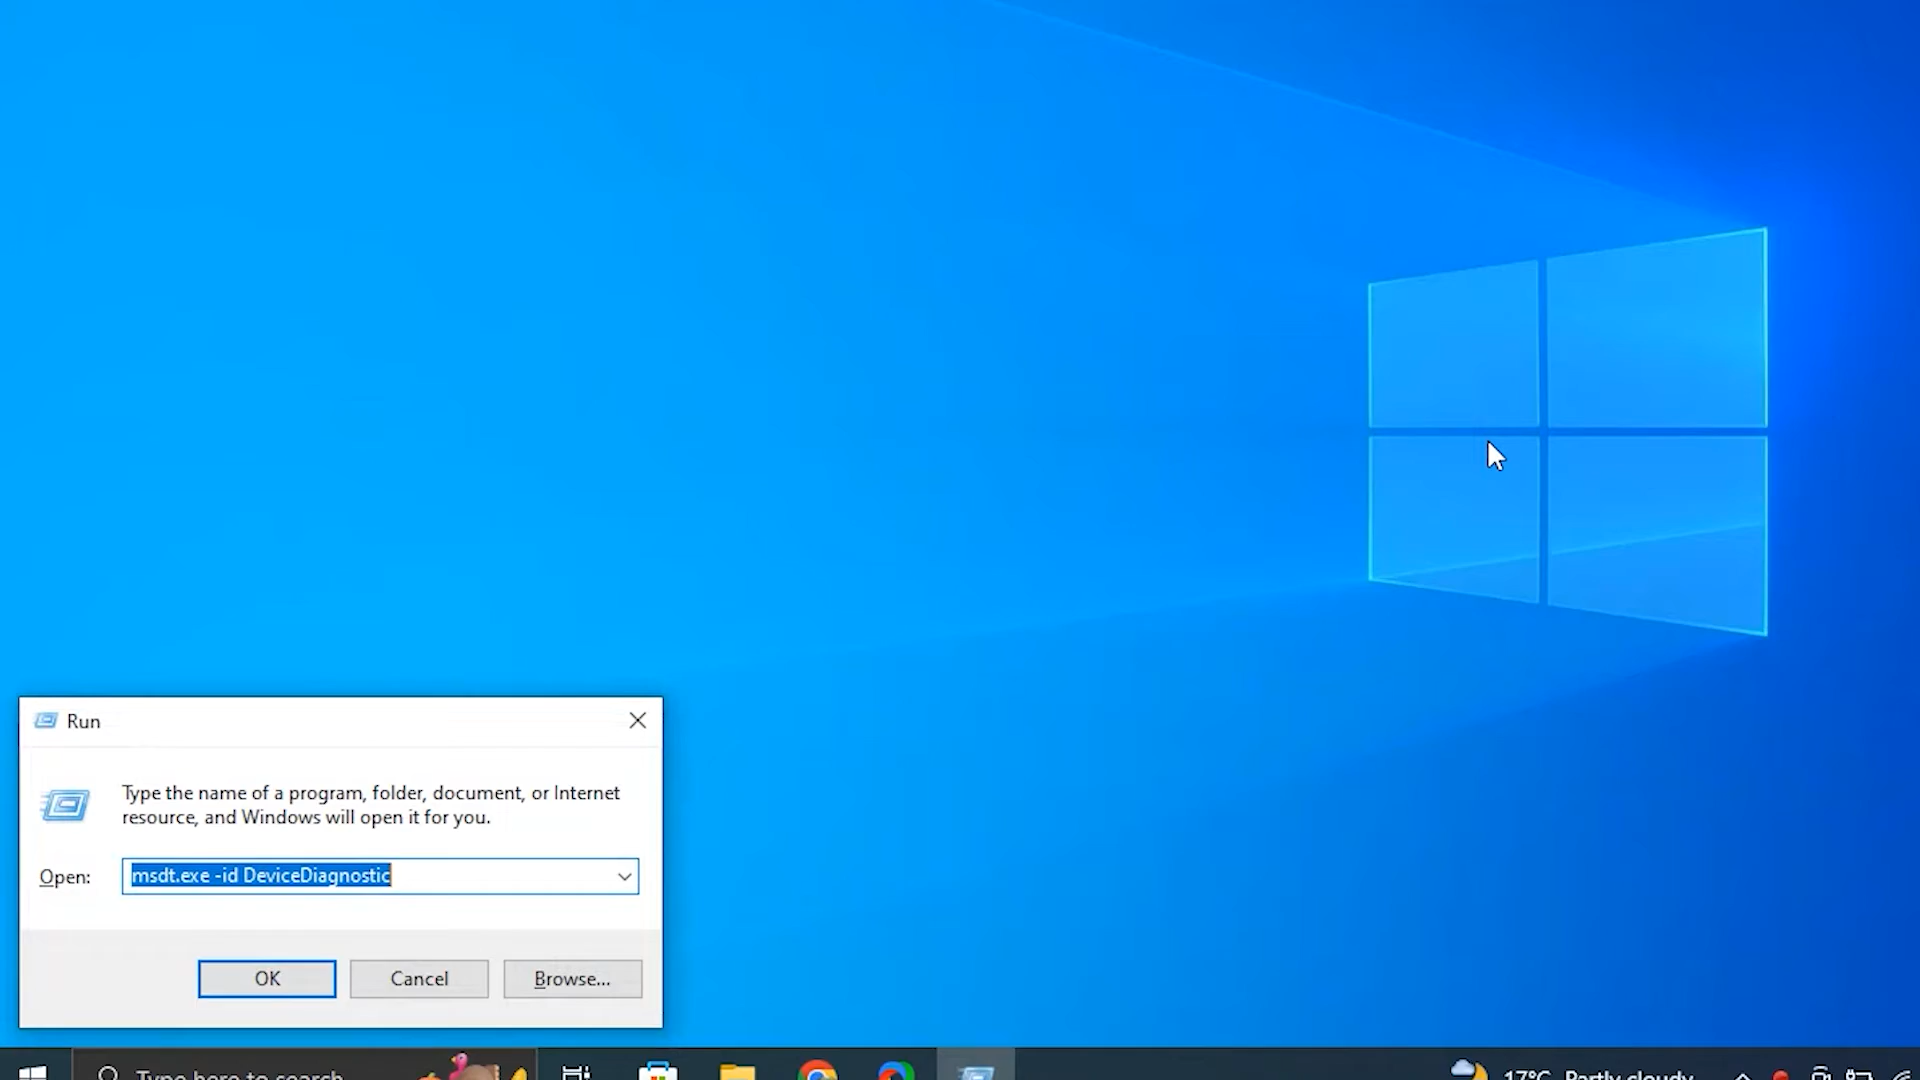 Run
Type the name of a program, folder, document, or Internet
resource, and Windows will open it for you.
Open:
msdt.exe -id DeviceDiagnostic
OK
Cancel
Browse...
Type here to search
17°C Partly cloudy